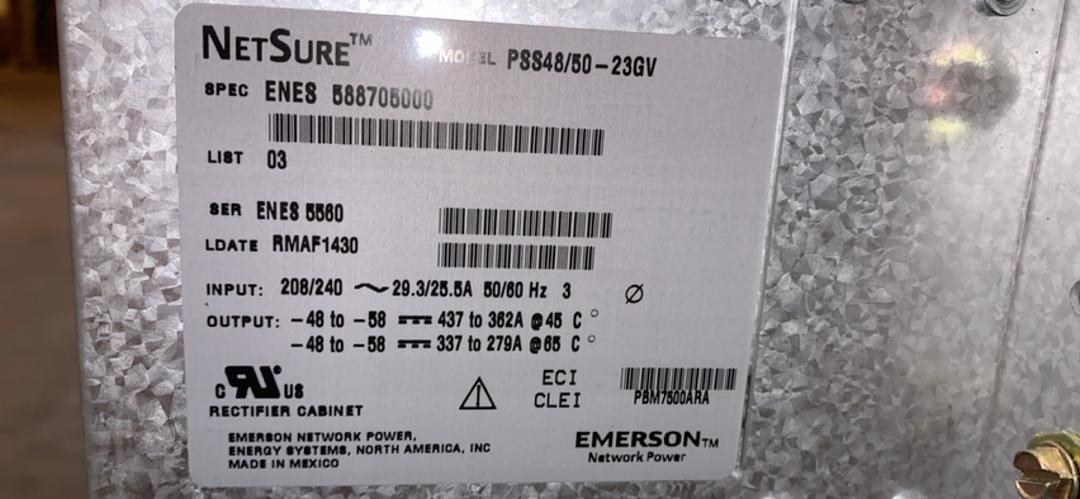 NETSURE™ MODEL PSS48/50-23GV
SPEC ENES 588705000
LIST 03
SER ENES 5560
LDATE RMAF1430
INPUT: 208/240 ~ 29.3/25.5A 50/60 Hz 3 Ø
OUTPUT: -48 to -58 ⎓ 437 to 362A @45 C°
-48 to -58 ⎓ 337 to 279A @65 C°
c RU US
RECTIFIER CABINET
ECI
CLEI
PBM7500ARA
EMERSON NETWORK POWER,
ENERGY SYSTEMS, NORTH AMERICA, INC
MADE IN MEXICO
EMERSON™
Network Power